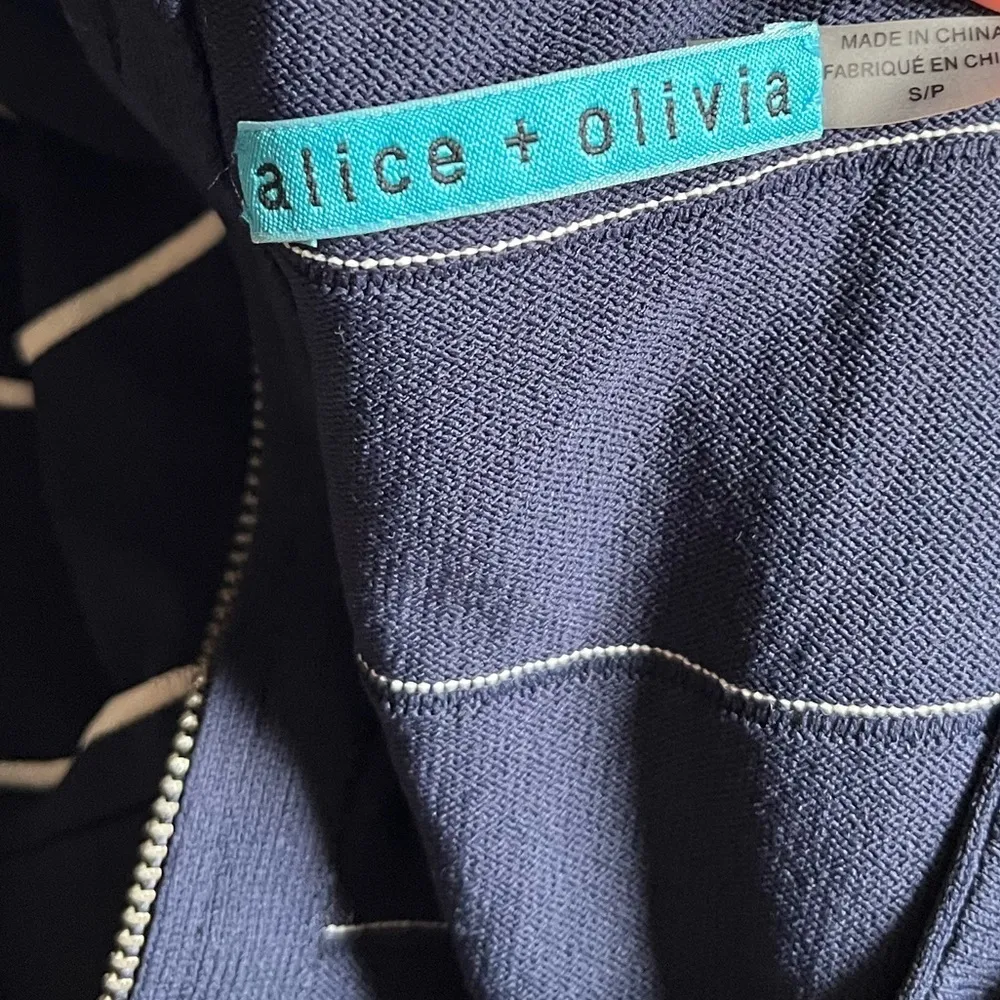 alice + olivia
MADE IN CHINA
FABRIQUÉ EN CHI
S/P